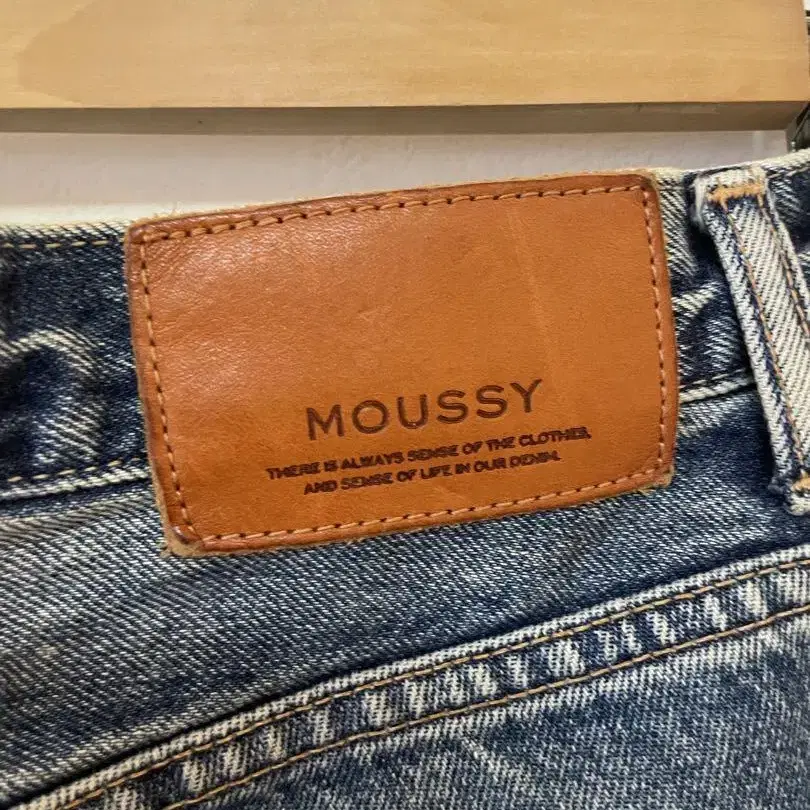 MOUSSY
THERE IS ALWAYS SENSE OF THE CLOTHES,
AND SENSE OF LIFE IN OUR DENIM.